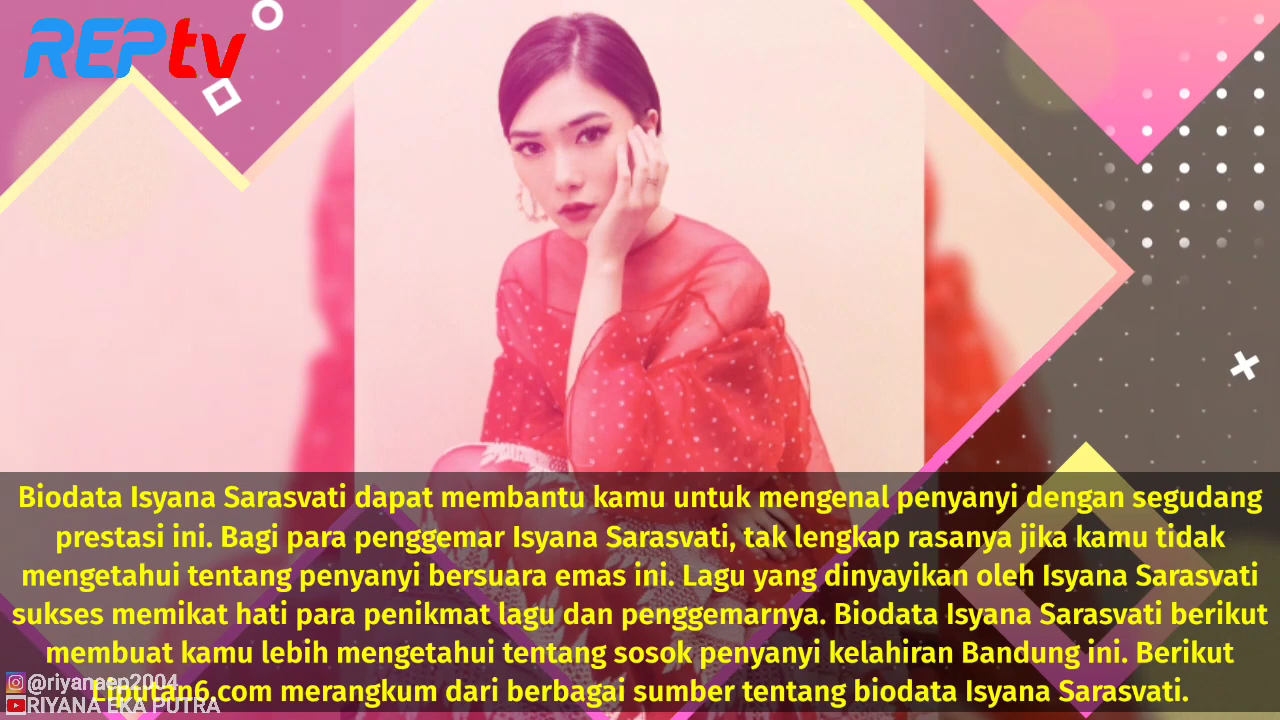 REPtv
Biodata Isyana Sarasvati dapat membantu kamu untuk mengenal penyanyi dengan segudang
prestasi ini. Bagi para penggemar Isyana Sarasvati, tak lengkap rasanya jika kamu tidak
mengetahui tentang penyanyi bersuara emas ini. Lagu yang dinyayikan oleh Isyana Sarasvati
sukses memikat hati para penikmat lagu dan penggemarnya. Biodata Isyana Sarasvati berikut
membuat kamu lebih mengetahui tentang sosok penyanyi kelahiran Bandung ini. Berikut
Liputan6.com merangkum dari berbagai sumber tentang biodata Isyana Sarasvati.
@riyanaep2004
RIYANA EKA PUTRA